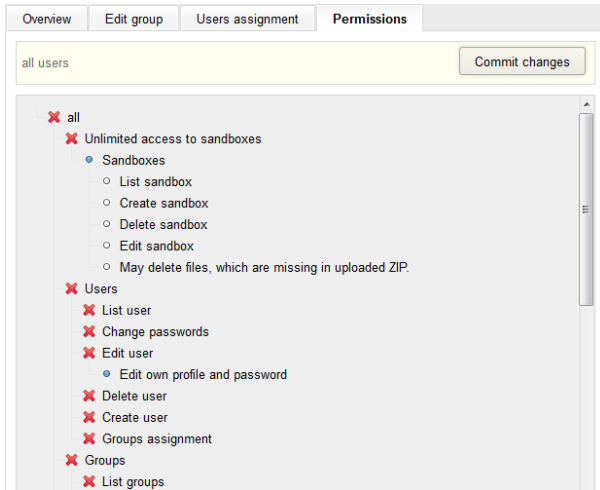 Overview Edit group Users assignment Permissions
all users Commit changes
all
Unlimited access to sandboxes
Sandboxes
List sandbox
Create sandbox
Delete sandbox
Edit sandbox
May delete files, which are missing in uploaded ZIP.
Users
List user
Change passwords
Edit user
Edit own profile and password
Delete user
Create user
Groups assignment
Groups
List groups